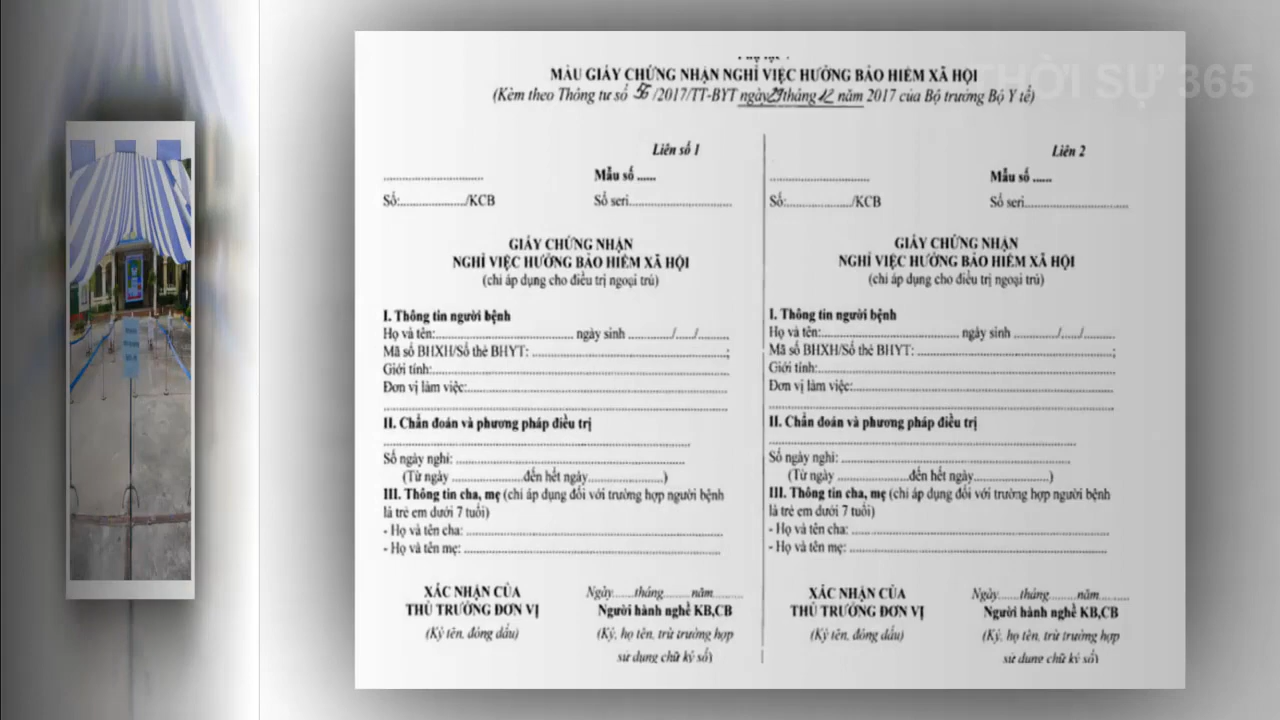 THỜI SỰ 365
MẪU GIẤY CHỨNG NHẬN NGHỈ VIỆC HƯỞNG BẢO HIỂM XÃ HỘI
(Kèm theo Thông tư số 56/2017/TT-BYT ngày 29 tháng 12 năm 2017 của Bộ trưởng Bộ Y tế)
Liên số 1
Mẫu số ......
Số:...................../KCB Số seri...............................
GIẤY CHỨNG NHẬN
NGHỈ VIỆC HƯỞNG BẢO HIỂM XÃ HỘI
(chỉ áp dụng cho điều trị ngoại trú)
I. Thông tin người bệnh
Họ và tên:.......................................... ngày sinh ............/....../.........
Mã số BHXH/Số thẻ BHYT: ..........................................................;
Giới tính:..........................................................................
Đơn vị làm việc:..................................................................
II. Chẩn đoán và phương pháp điều trị
Số ngày nghỉ: ......................................................
(Từ ngày ....................đến hết ngày......................)
III. Thông tin cha, mẹ (chỉ áp dụng đối với trường hợp người bệnh
là trẻ em dưới 7 tuổi)
- Họ và tên cha: ..............................................................
- Họ và tên mẹ: ..............................................................
XÁC NHẬN CỦA
THỦ TRƯỞNG ĐƠN VỊ
(Ký tên, đóng dấu)
Ngày.......tháng.........năm..........
Người hành nghề KB,CB
(Ký, họ tên, trừ trường hợp
sử dụng chữ ký số)
Liên 2
Mẫu số ......
Số:...................../KCB Số seri...............................
GIẤY CHỨNG NHẬN
NGHỈ VIỆC HƯỞNG BẢO HIỂM XÃ HỘI
(chỉ áp dụng cho điều trị ngoại trú)
I. Thông tin người bệnh
Họ và tên:.......................................... ngày sinh ............/....../.........
Mã số BHXH/Số thẻ BHYT: ..........................................................;
Giới tính:..........................................................................
Đơn vị làm việc:..................................................................
II. Chẩn đoán và phương pháp điều trị
Số ngày nghỉ: ......................................................
(Từ ngày ....................đến hết ngày......................)
III. Thông tin cha, mẹ (chỉ áp dụng đối với trường hợp người bệnh
là trẻ em dưới 7 tuổi)
- Họ và tên cha: ..............................................................
- Họ và tên mẹ: ..............................................................
XÁC NHẬN CỦA
THỦ TRƯỞNG ĐƠN VỊ
(Ký tên, đóng dấu)
Ngày.......tháng.........năm..........
Người hành nghề KB,CB
(Ký, họ tên, trừ trường hợp
sử dụng chữ ký số)